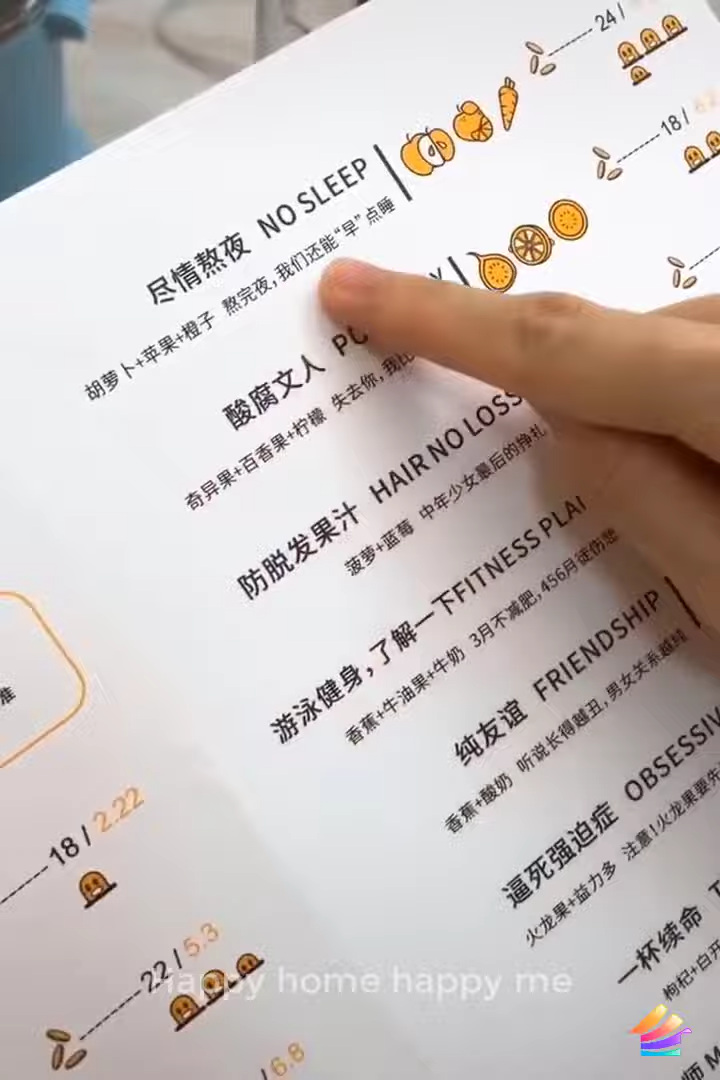 24 /
尽情熬夜 NO SLEEP
胡萝卜+苹果+橙子 熬完夜,我们还能“早”点睡
18 /
酸腐文人
奇异果+百香果+柠檬 失去你,我
防脱发果汁 HAIR NO LOSS
菠萝+蓝莓 中年少女最后的挣扎
游泳健身,了解一下FITNESS
香蕉+牛油果+牛奶 3月不减肥,456月徒伤悲
纯友谊 FRIENDSHIP
香蕉+酸奶 听说长得越丑,男女关系越纯
逼死强迫症
火龙果+益力多 注意!火龙果要先
一杯续命
准
18 / 2.22
22 / 5.3
/ 6.8
Happy home happy me